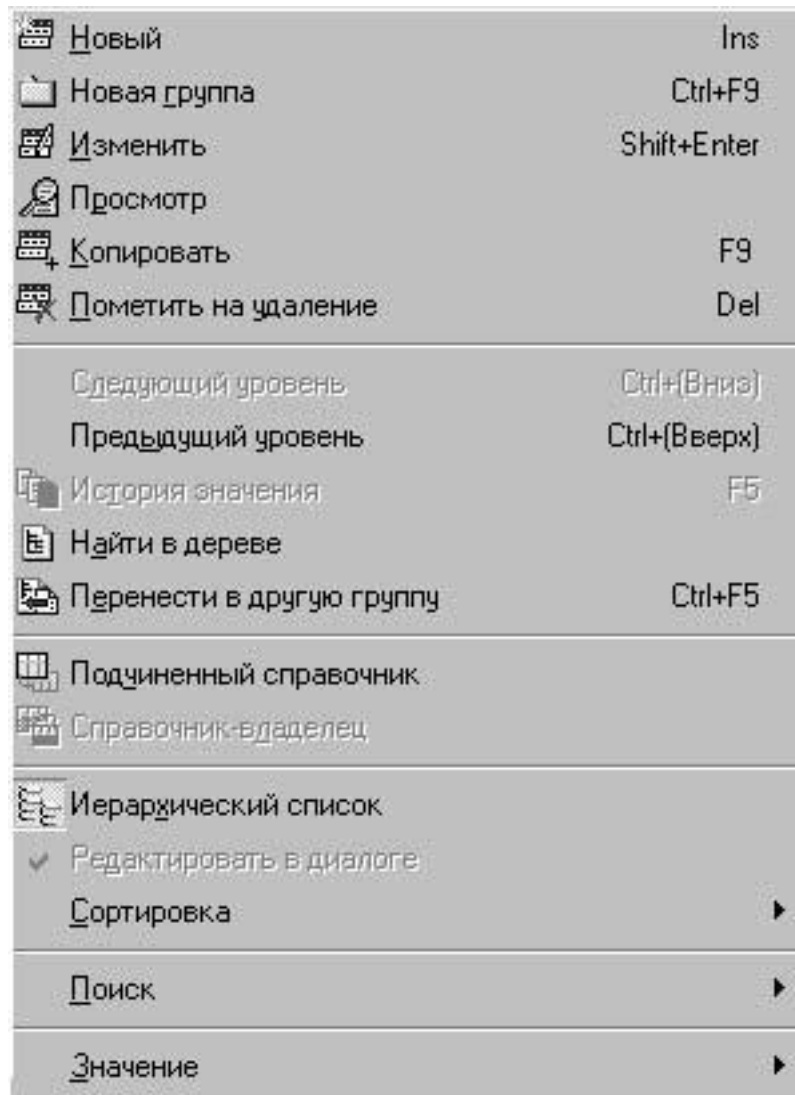 Новый Ins
Новая группа Ctrl+F9
Изменить Shift+Enter
Просмотр
Копировать F9
Пометить на удаление Del
Следующий уровень Ctrl+(Вниз)
Предыдущий уровень Ctrl+(Вверх)
История значения F5
Найти в дереве
Перенести в другую группу Ctrl+F5
Подчиненный справочник
Справочник-владелец
Иерархический список
Редактировать в диалоге
Сортировка
Поиск
Значение